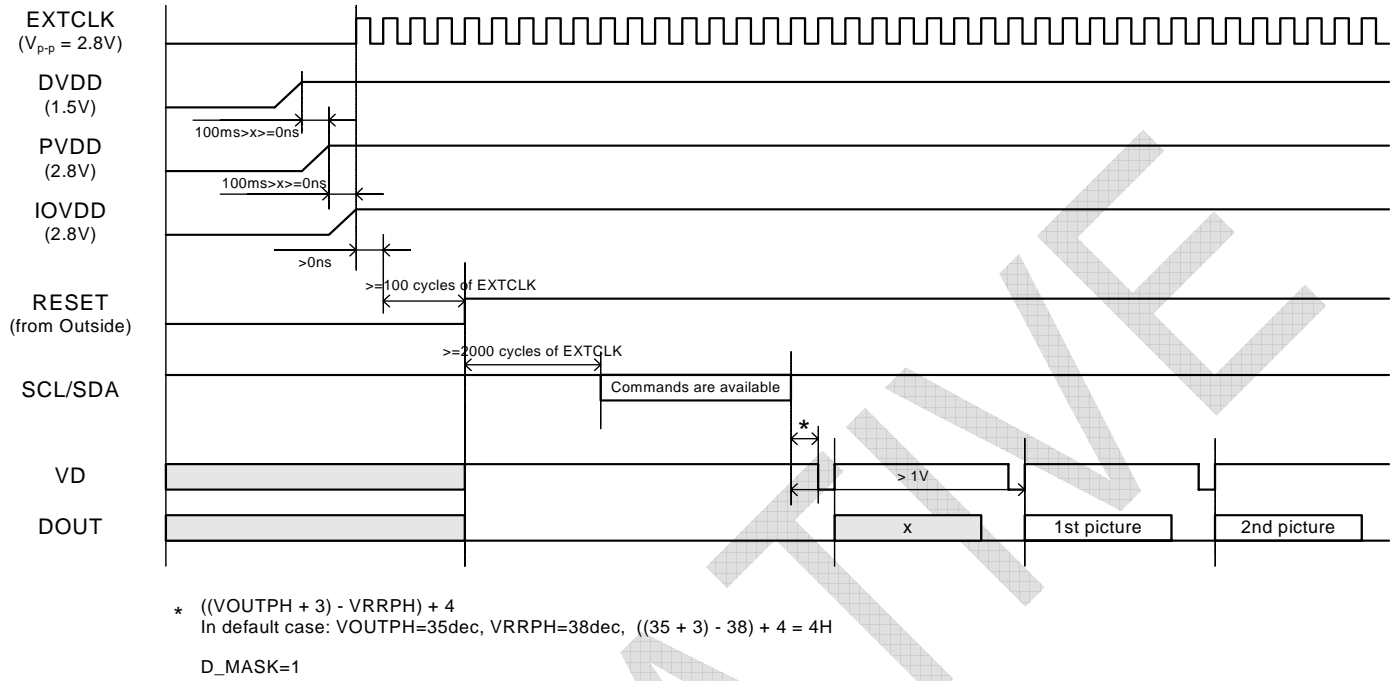 EXTCLK
(Vp-p = 2.8V)
DVDD
(1.5V)
100ms>x>=0ns
PVDD
(2.8V)
100ms>x>=0ns
IOVDD
(2.8V)
>0ns
>=100 cycles of EXTCLK
RESET
(from Outside)
>=2000 cycles of EXTCLK
SCL/SDA
Commands are available
*
VD
> 1V
DOUT
x
1st picture
2nd picture
* ((VOUTPH + 3) - VRRPH) + 4
In default case: VOUTPH=35dec, VRRPH=38dec, ((35 + 3) - 38) + 4 = 4H
D_MASK=1
ATIVE